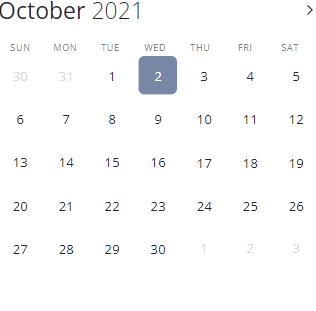 October 2021
SUN MON TUE WED THU FRI SAT
30 31 1 2 3 4 5
6 7 8 9 10 11 12
13 14 15 16 17 18 19
20 21 22 23 24 25 26
27 28 29 30 1 2 3